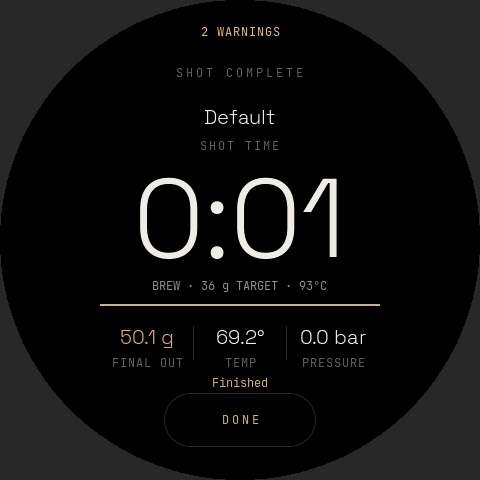 2 WARNINGS
SHOT COMPLETE
Default
SHOT TIME
0:01
BREW · 36 g TARGET · 93°C
50.1 g 69.2° 0.0 bar
FINAL OUT TEMP PRESSURE
Finished
DONE